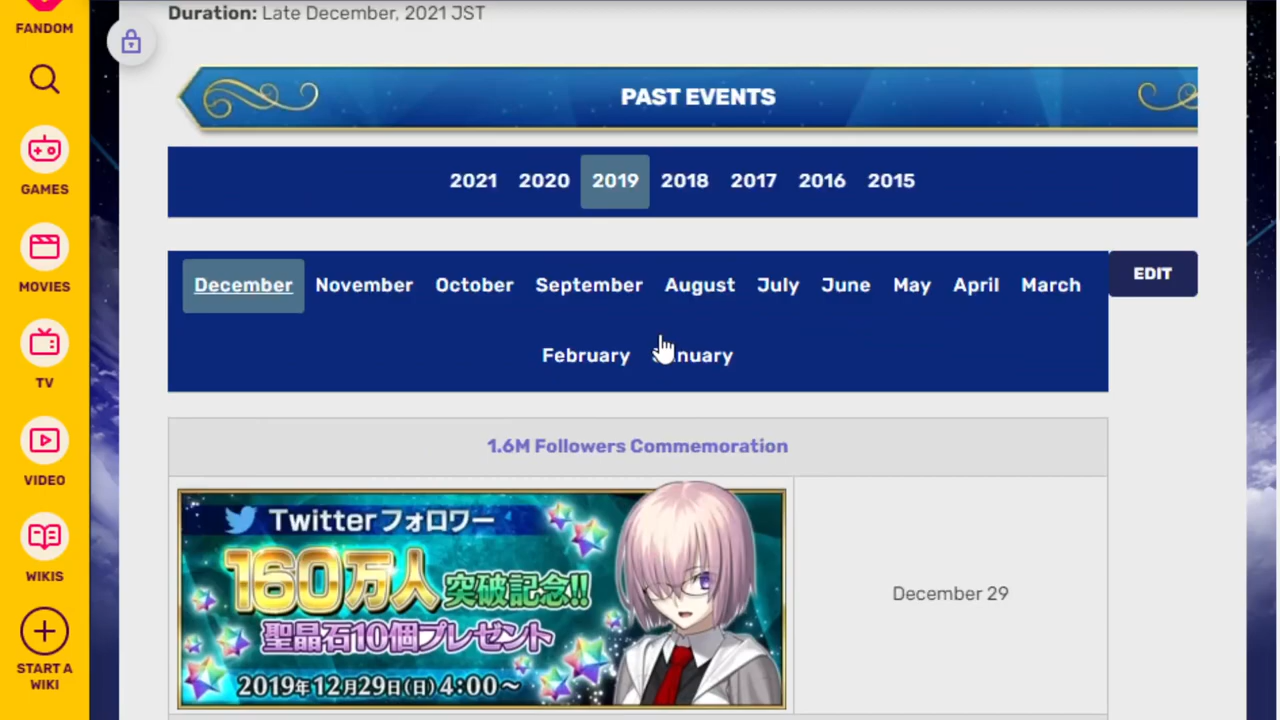 Duration: Late December, 2021 JST
FANDOM
PAST EVENTS
GAMES
2021 2020 2019 2018 2017 2016 2015
MOVIES
December November October September August July June May April March
EDIT
February
TV
1.6M Followers Commemoration
VIDEO
Twitterフォロワー
160万人 突破記念!!
聖晶石10個プレゼント
2019年12月29日(日)4:00~
December 29
WIKIS
START A
WIKI